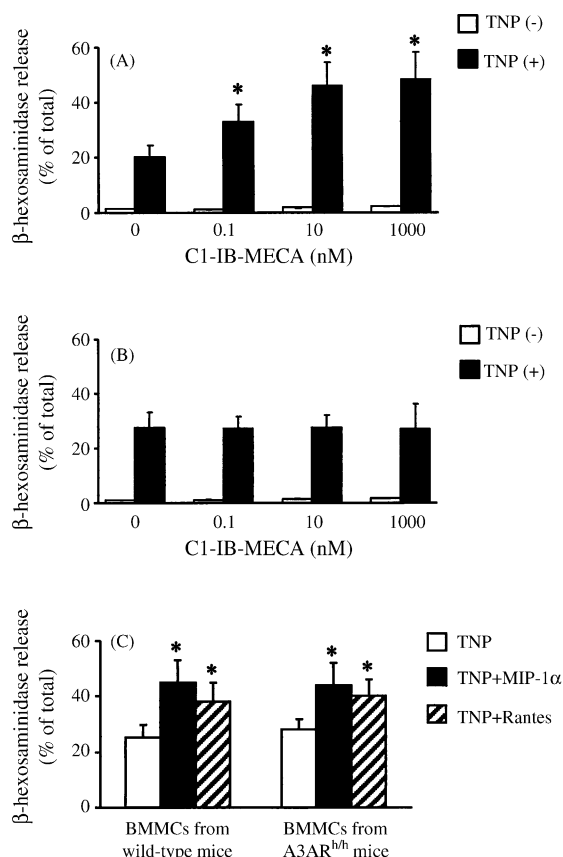 (A)
TNP (-)
TNP (+)
β-hexosaminidase release
(% of total)
60
40
20
0
* * *
0 0.1 10 1000
C1-IB-MECA (nM)
(B)
TNP (-)
TNP (+)
β-hexosaminidase release
(% of total)
60
40
20
0
0 0.1 10 1000
C1-IB-MECA (nM)
(C)
TNP
TNP+MIP-1α
TNP+Rantes
β-hexosaminidase release
(% of total)
60
40
20
0
* * * *
BMMCs from
wild-type mice
BMMCs from
A3ARh/h mice